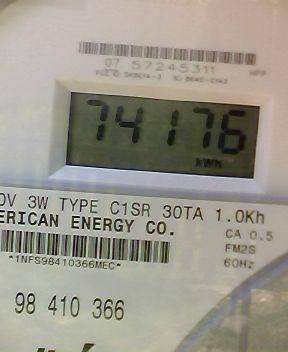 07 57245311
74176
kWh
0V 3W TYPE C1SR 30TA 1.0Kh
ERICAN ENERGY CO.
CA 0.5
FM2S
*1NFS98410366MEC*
60Hz
98 410 366